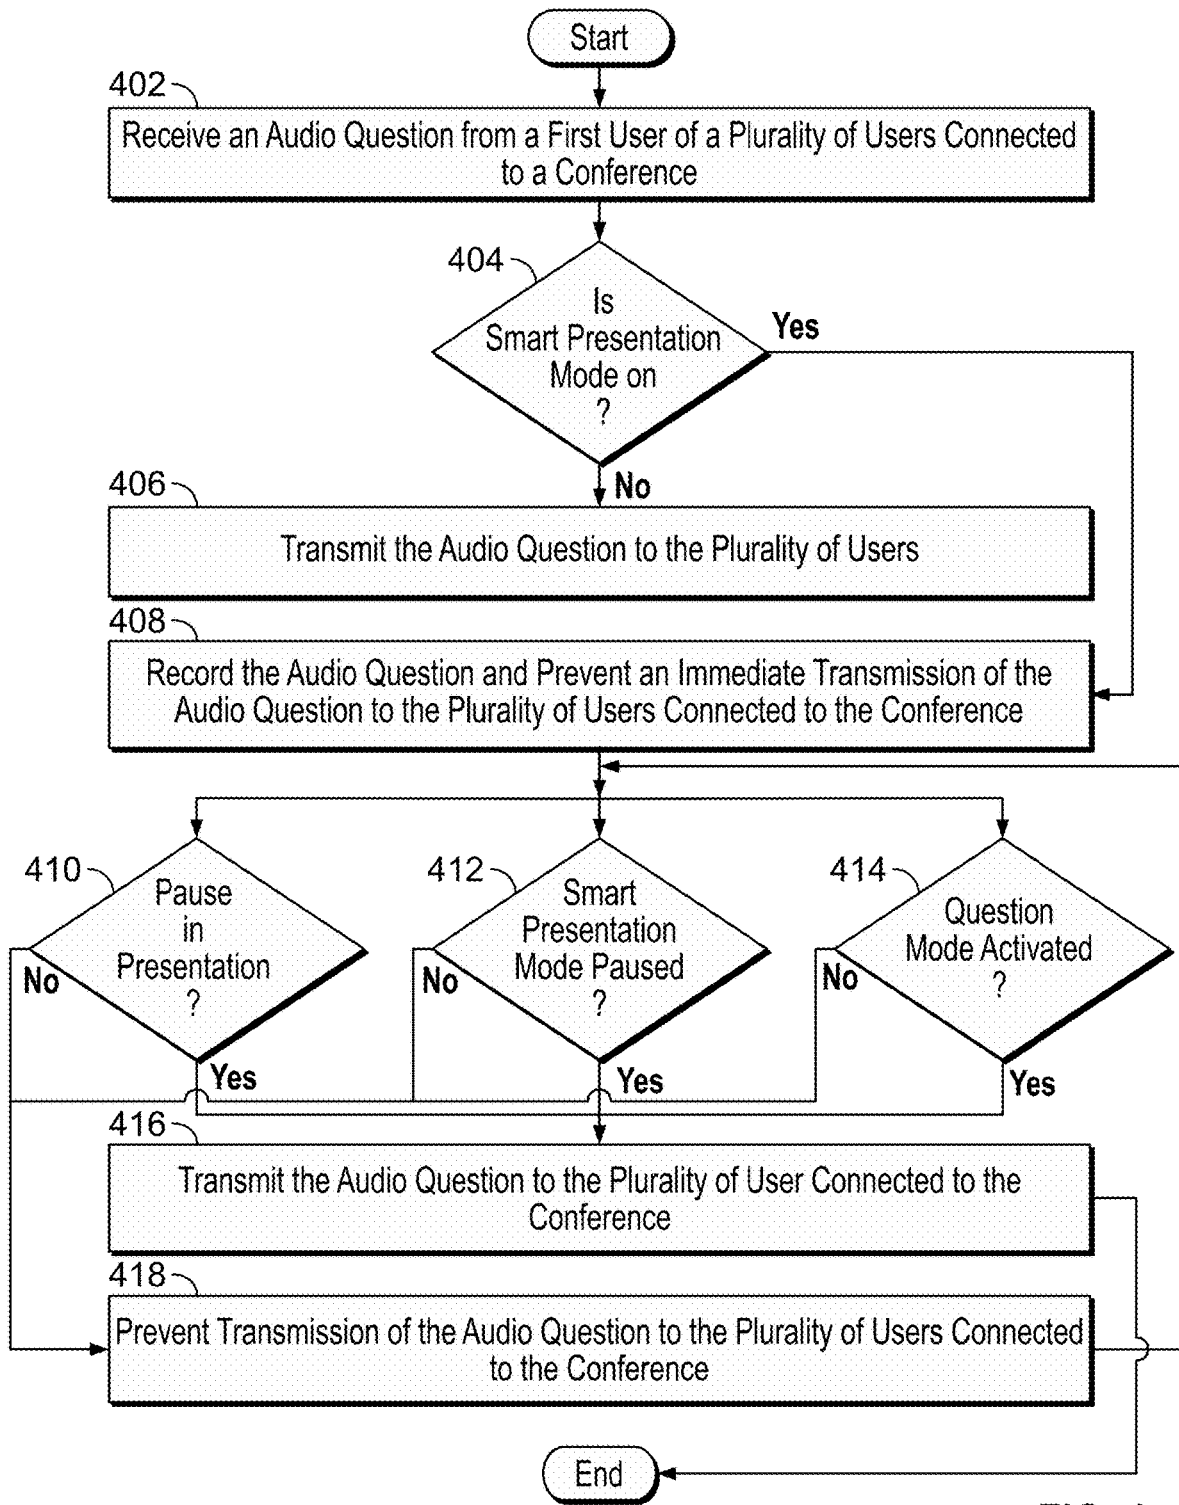 Start
402
Receive an Audio Question from a First User of a Plurality of Users Connected
to a Conference
404
Is
Smart Presentation
Mode on
?
Yes
No
406
Transmit the Audio Question to the Plurality of Users
408
Record the Audio Question and Prevent an Immediate Transmission of the
Audio Question to the Plurality of Users Connected to the Conference
410
Pause
in
Presentation
?
No
Yes
412
Smart
Presentation
Mode Paused
?
No
Yes
414
Question
Mode Activated
?
No
Yes
416
Transmit the Audio Question to the Plurality of User Connected to the
Conference
418
Prevent Transmission of the Audio Question to the Plurality of Users Connected
to the Conference
End